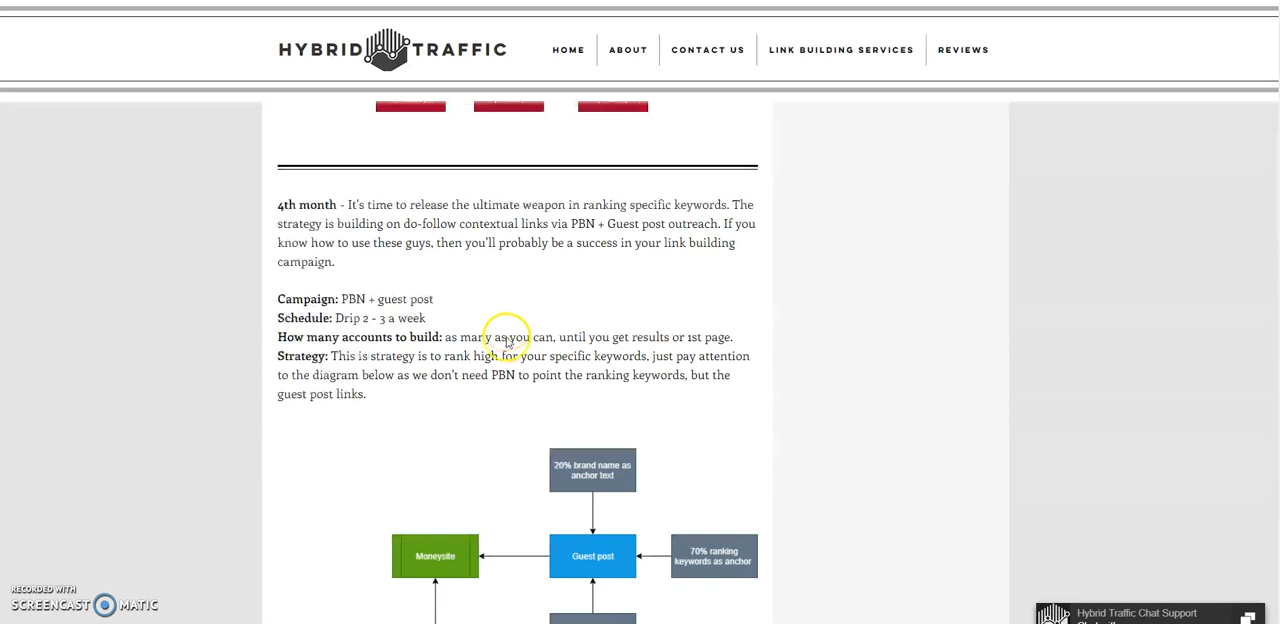 HYBRID TRAFFIC
HOME
ABOUT
CONTACT US
LINK BUILDING SERVICES
REVIEWS
4th month - It's time to release the ultimate weapon in ranking specific keywords. The
strategy is building on do-follow contextual links via PBN + Guest post outreach. If you
know how to use these guys, then you'll probably be a success in your link building
campaign.
Campaign: PBN + guest post
Schedule: Drip 2 - 3 a week
How many accounts to build: as many as you can, until you get results or 1st page.
Strategy: This is strategy is to rank high for your specific keywords, just pay attention
to the diagram below as we don't need PBN to point the ranking keywords, but the
guest post links.
20% brand name as
anchor text
Moneysite
Guest post
70% ranking
keywords as anchor
RECORDED WITH
SCREENCAST MATIC
Hybrid Traffic Chat Support